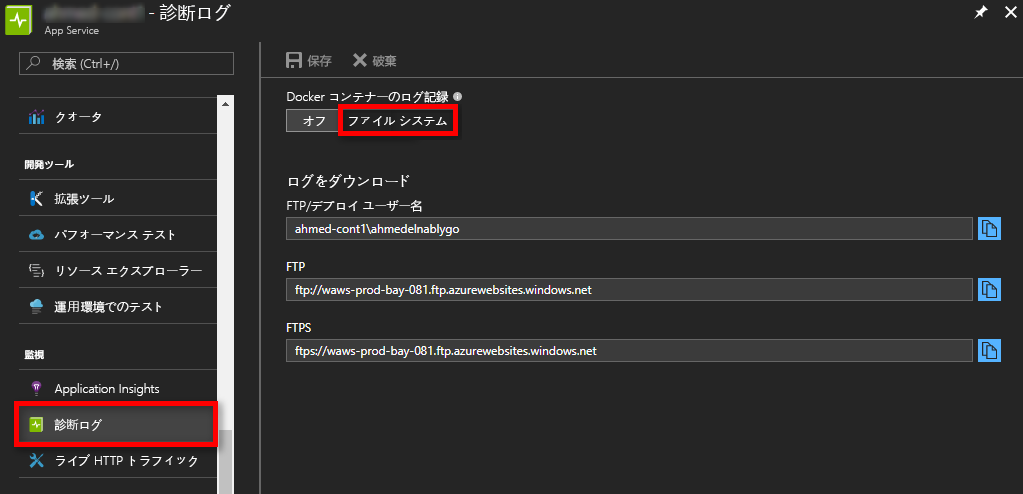 - 診断ログ
App Service
検索 (Ctrl+/)
クオータ
開発ツール
拡張ツール
パフォーマンス テスト
リソース エクスプローラー
運用環境でのテスト
監視
Application Insights
診断ログ
ライブ HTTP トラフィック
保存
破棄
Docker コンテナーのログ記録
オフ
ファイル システム
ログをダウンロード
FTP/デプロイ ユーザー名
ahmed-cont1\ahmedelnablygo
FTP
ftp://waws-prod-bay-081.ftp.azurewebsites.windows.net
FTPS
ftps://waws-prod-bay-081.ftp.azurewebsites.windows.net